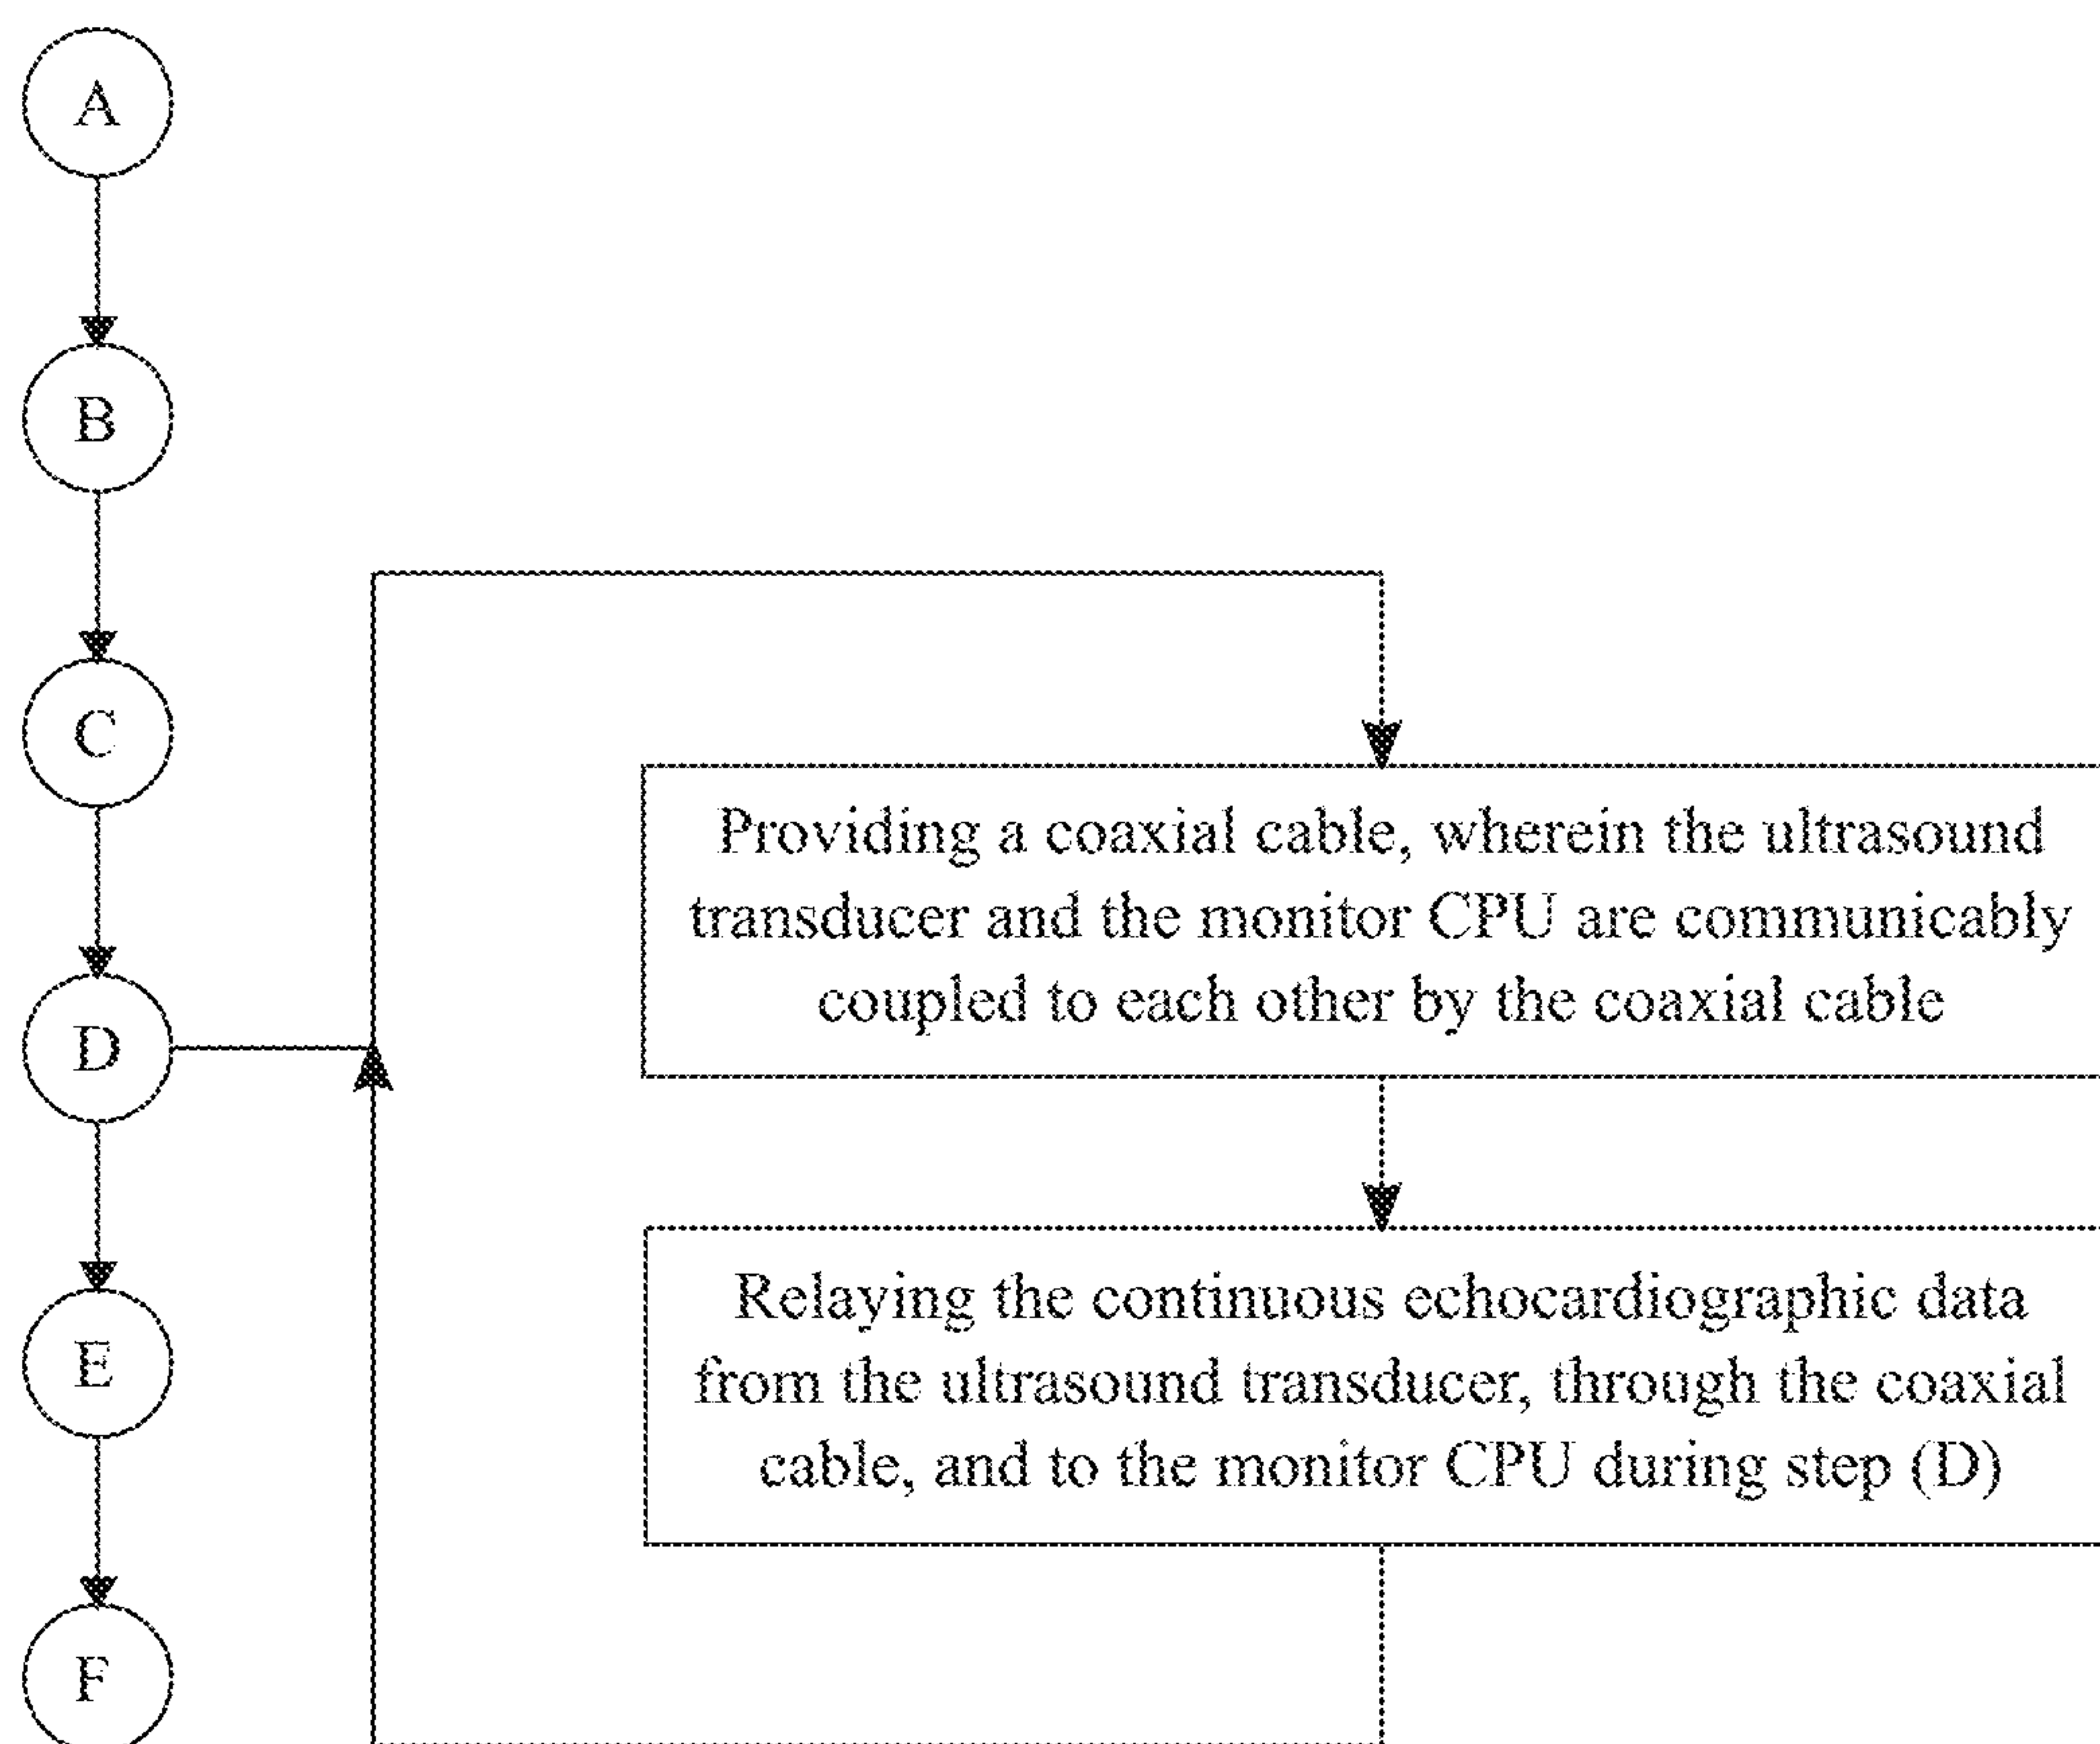 A
B
C
Providing a coaxial cable, wherein the ultrasound
transducer and the monitor CPU are communicably
coupled to each other by the coaxial cable
D
Relaying the continuous echocardiographic data
from the ultrasound transducer, through the coaxial
cable, and to the monitor CPU during step (D)
E
F